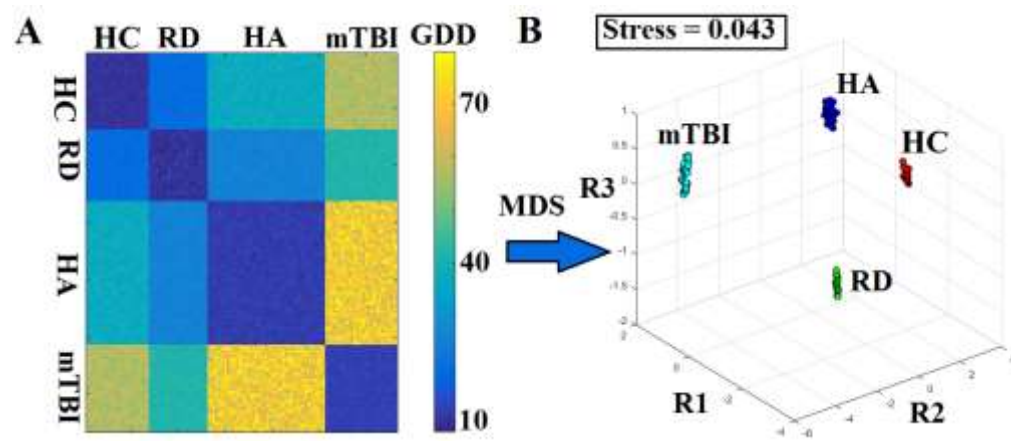 A
HC RD HA mTBI GDD
HC
RD
HA
mTBI
70
40
10
MDS
B
Stress = 0.043
HA
mTBI
HC
RD
R3
1
0.5
0
-0.5
-1
-1.5
-2
R1
0
-2
-4
R2
-6
-4
-2
0
2